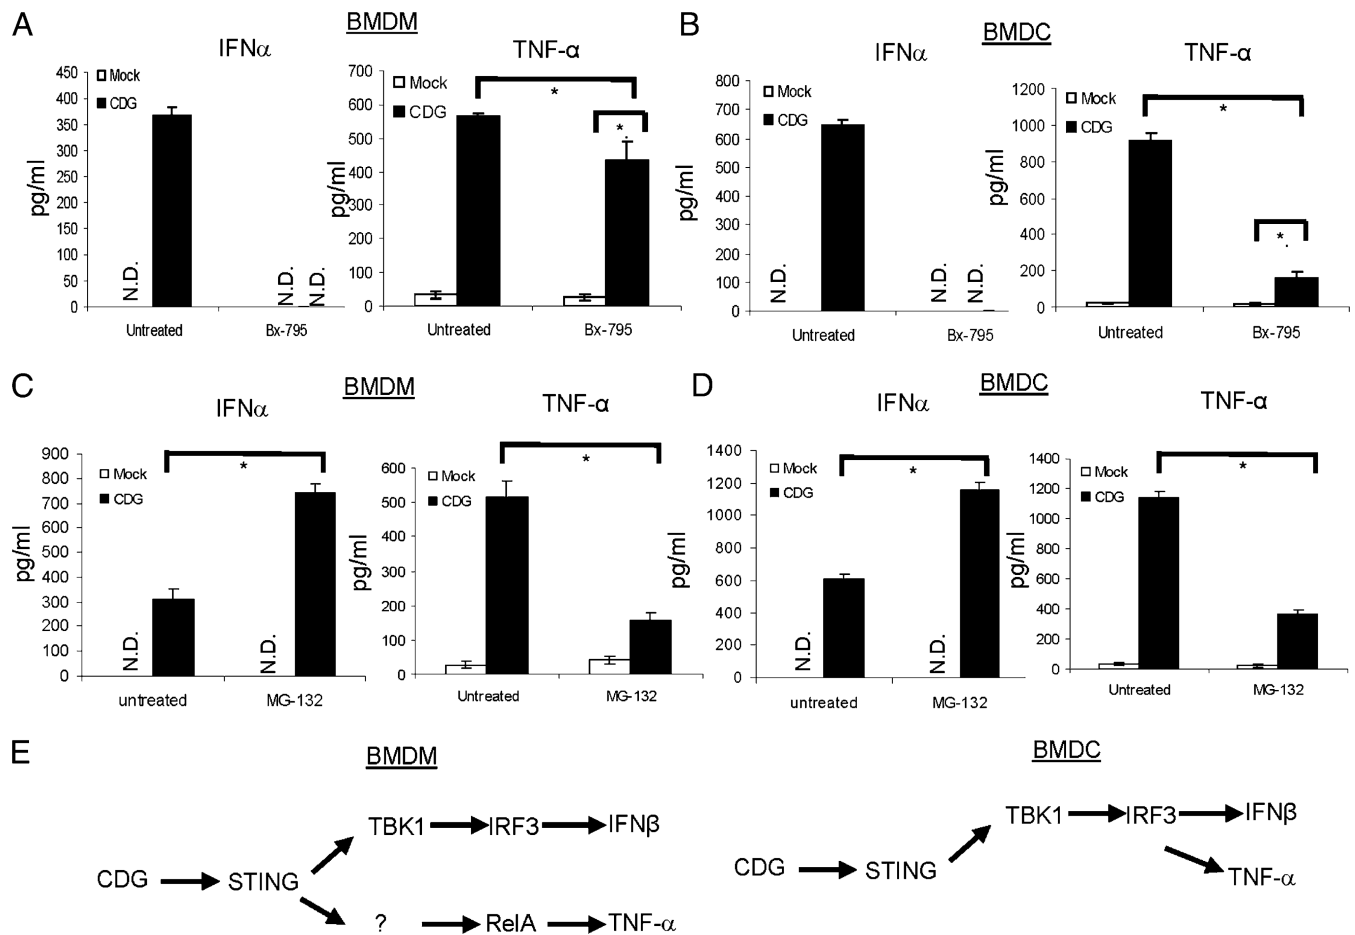 A
BMDM
IFNα
TNF-α
pg/ml
450
400
350
300
250
200
150
100
50
0
Mock
CDG
N.D.
N.D.
N.D.
Untreated
Bx-795
pg/ml
700
600
500
400
300
200
100
0
Mock
CDG
*
*
Untreated
Bx-795
B
BMDC
IFNα
TNF-α
pg/ml
800
700
600
500
400
300
200
100
0
Mock
CDG
N.D.
N.D.
N.D.
Untreated
Bx-795
pg/ml
1200
1000
800
600
400
200
0
Mock
CDG
*
*
Untreated
Bx-795
C
BMDM
IFNα
TNF-α
pg/ml
900
800
700
600
500
400
300
200
100
0
Mock
CDG
*
N.D.
N.D.
untreated
MG-132
pg/ml
600
500
400
300
200
100
0
Mock
CDG
*
Untreated
MG-132
D
BMDC
IFNα
TNF-α
pg/ml
1400
1200
1000
800
600
400
200
0
Mock
CDG
*
N.D.
N.D.
untreated
MG-132
pg/ml
1400
1200
1000
800
600
400
200
0
Mock
CDG
*
Untreated
MG-132
E
BMDM
TBK1 IRF3 IFNβ
CDG STING
? RelA TNF-α
BMDC
TBK1 IRF3 IFNβ
CDG STING
TNF-α